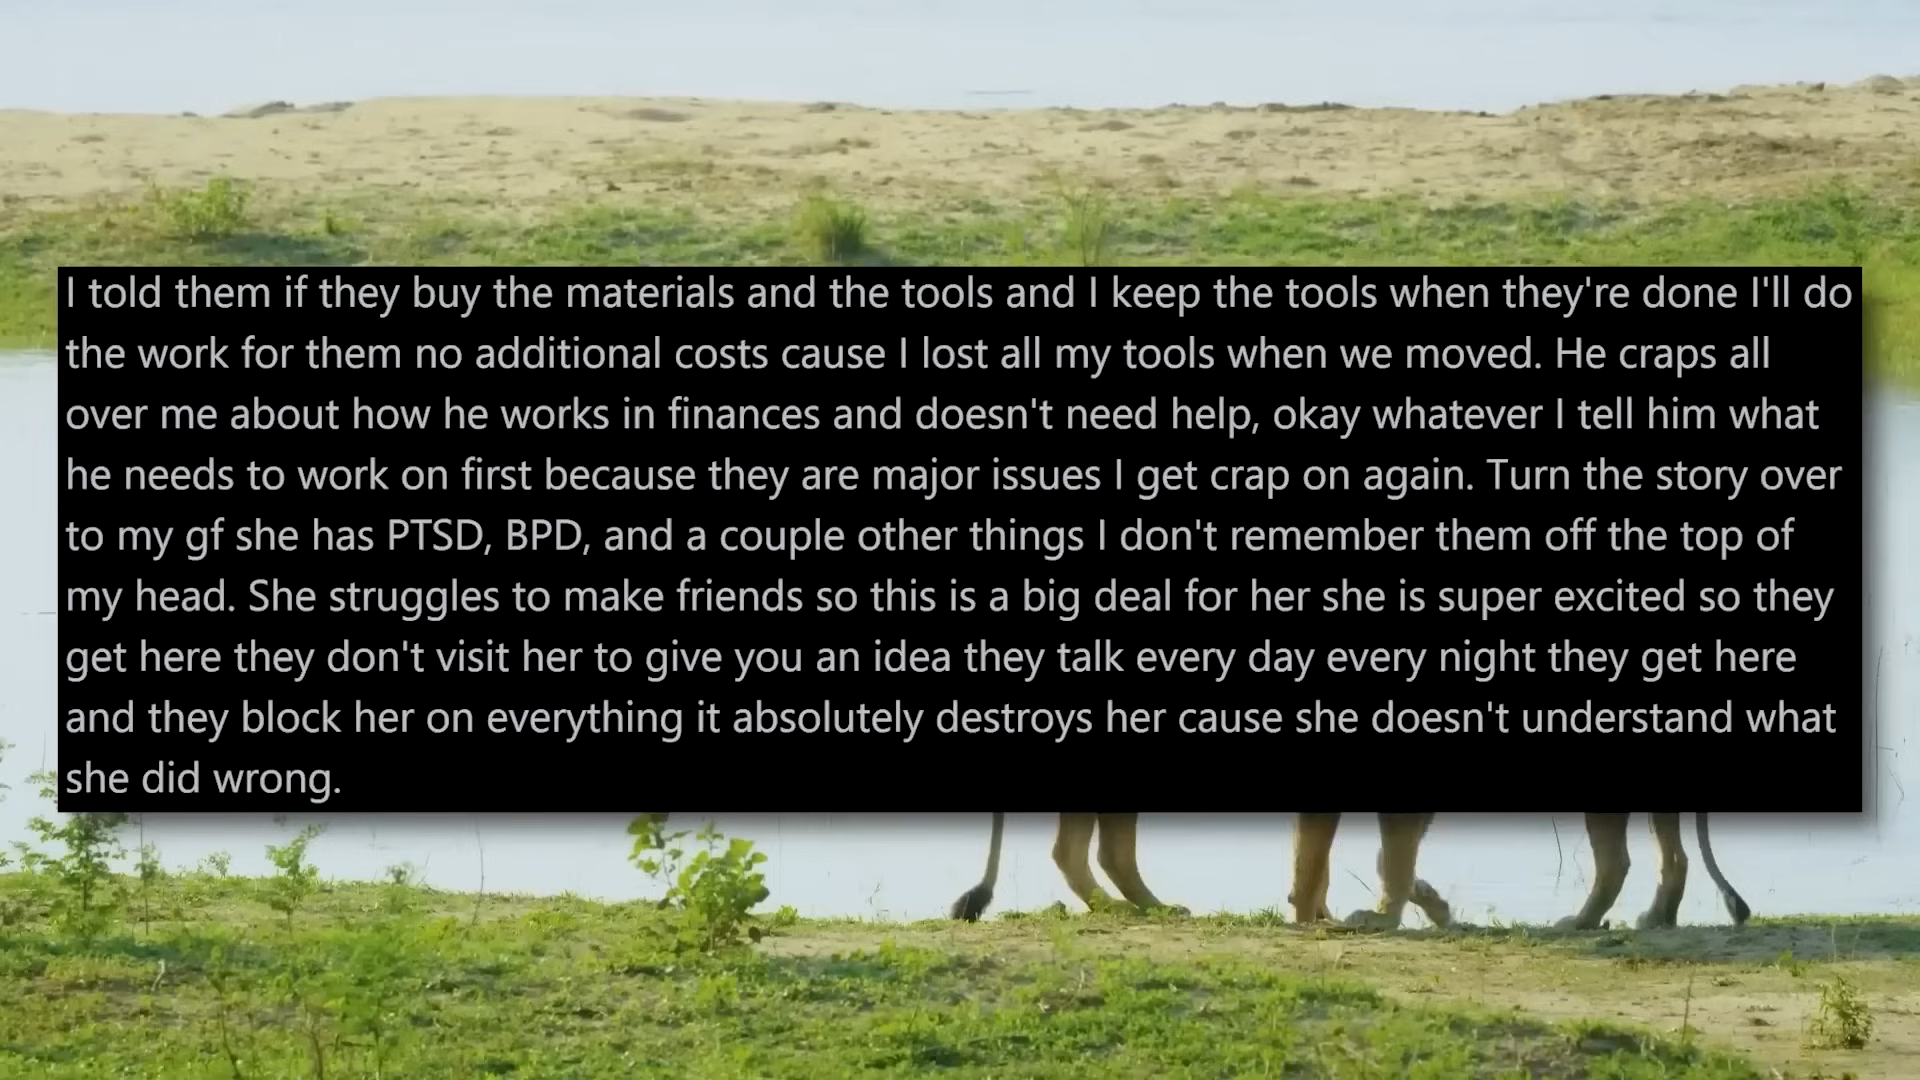 I told them if they buy the materials and the tools and I keep the tools when they're done I'll do
the work for them no additional costs cause I lost all my tools when we moved. He craps all
over me about how he works in finances and doesn't need help, okay whatever I tell him what
he needs to work on first because they are major issues I get crap on again. Turn the story over
to my gf she has PTSD, BPD, and a couple other things I don't remember them off the top of
my head. She struggles to make friends so this is a big deal for her she is super excited so they
get here they don't visit her to give you an idea they talk every day every night they get here
and they block her on everything it absolutely destroys her cause she doesn't understand what
she did wrong.